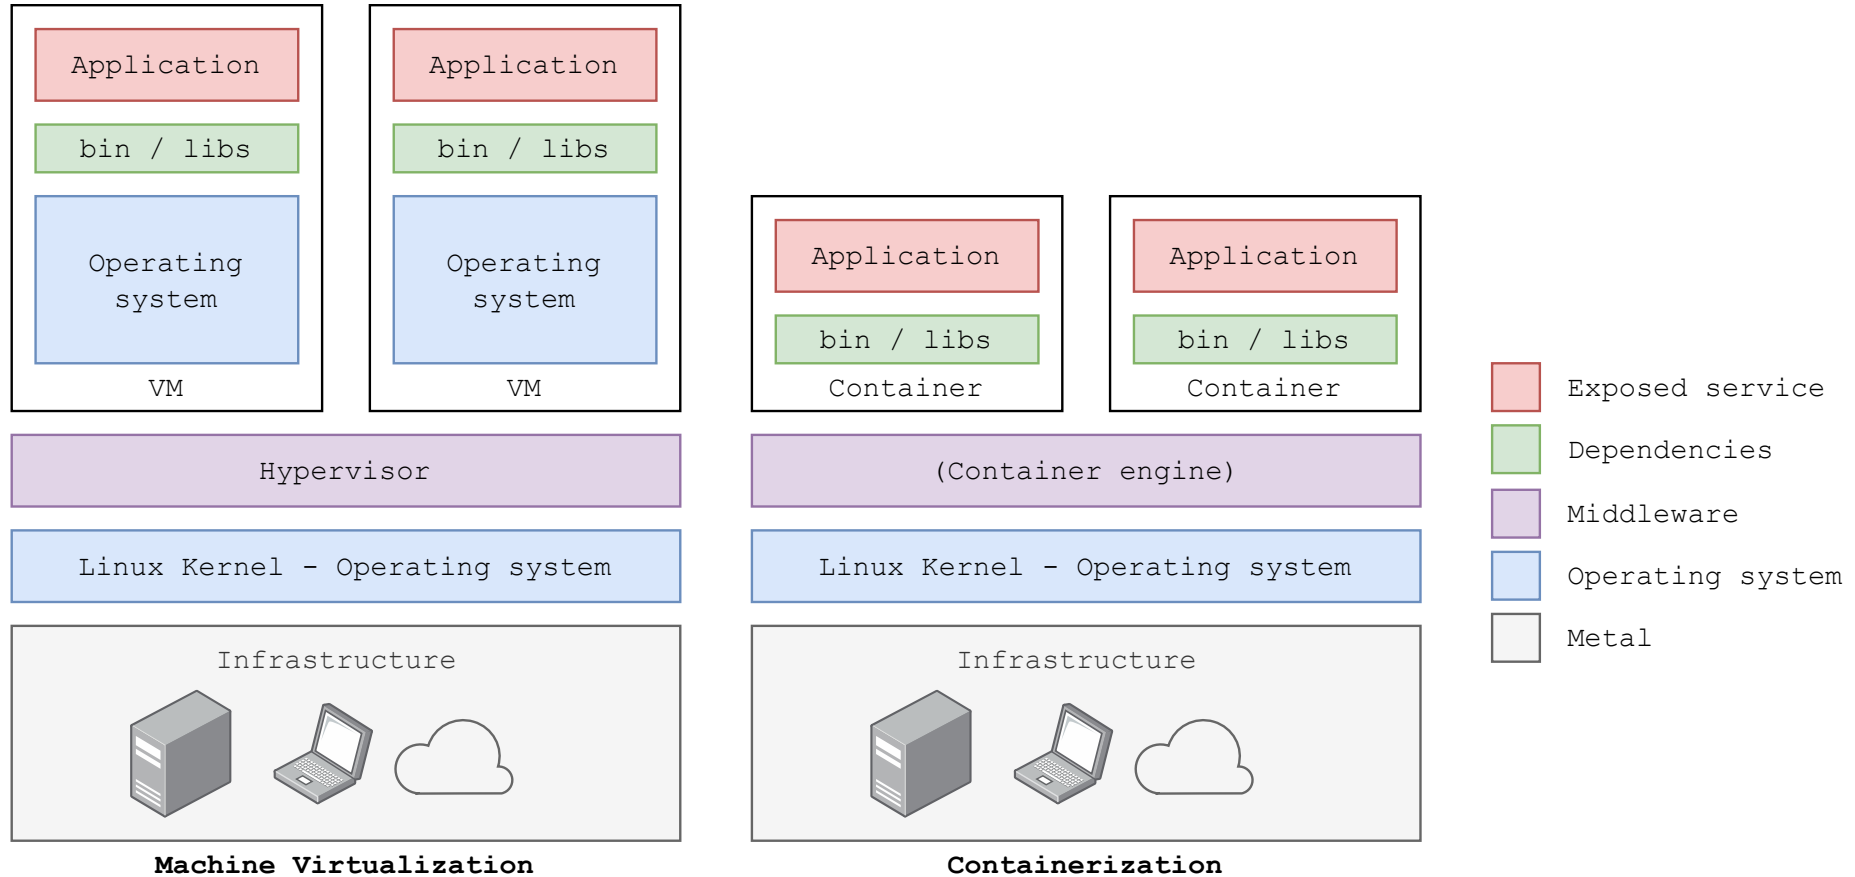 Application
bin / libs
Operating
system
VM
Application
bin / libs
Operating
system
VM
Hypervisor
Linux Kernel - Operating system
Infrastructure
Machine Virtualization
Application
bin / libs
Container
Application
bin / libs
Container
(Container engine)
Linux Kernel - Operating system
Infrastructure
Containerization
Exposed service
Dependencies
Middleware
Operating system
Metal